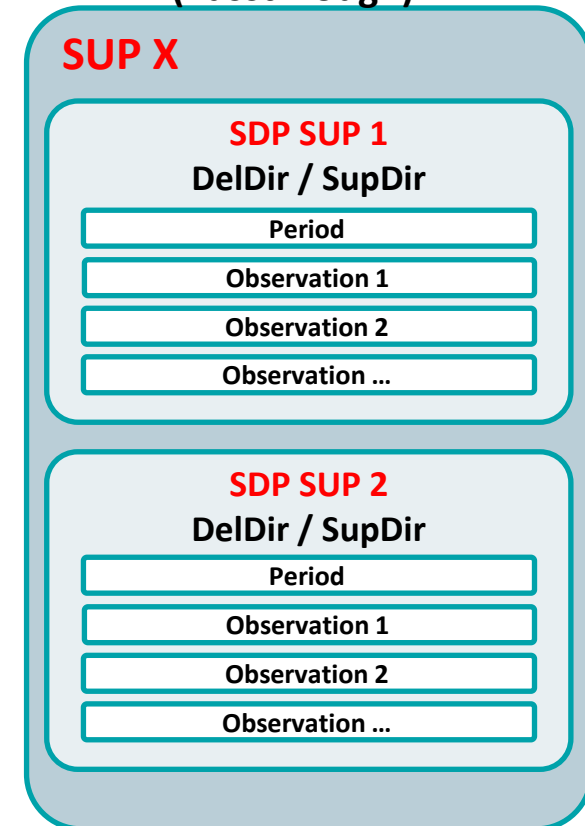 SUP X
SDP SUP 1
DelDir / SupDir
Period
Observation 1
Observation 2
Observation ...
SDP SUP 2
DelDir / SupDir
Period
Observation 1
Observation 2
Observation ...